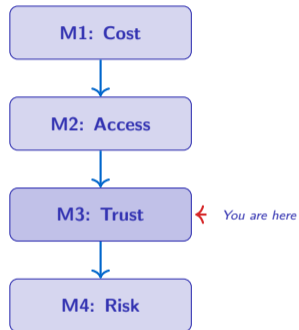 M1: Cost
M2: Access
M3: Trust
You are here
M4: Risk